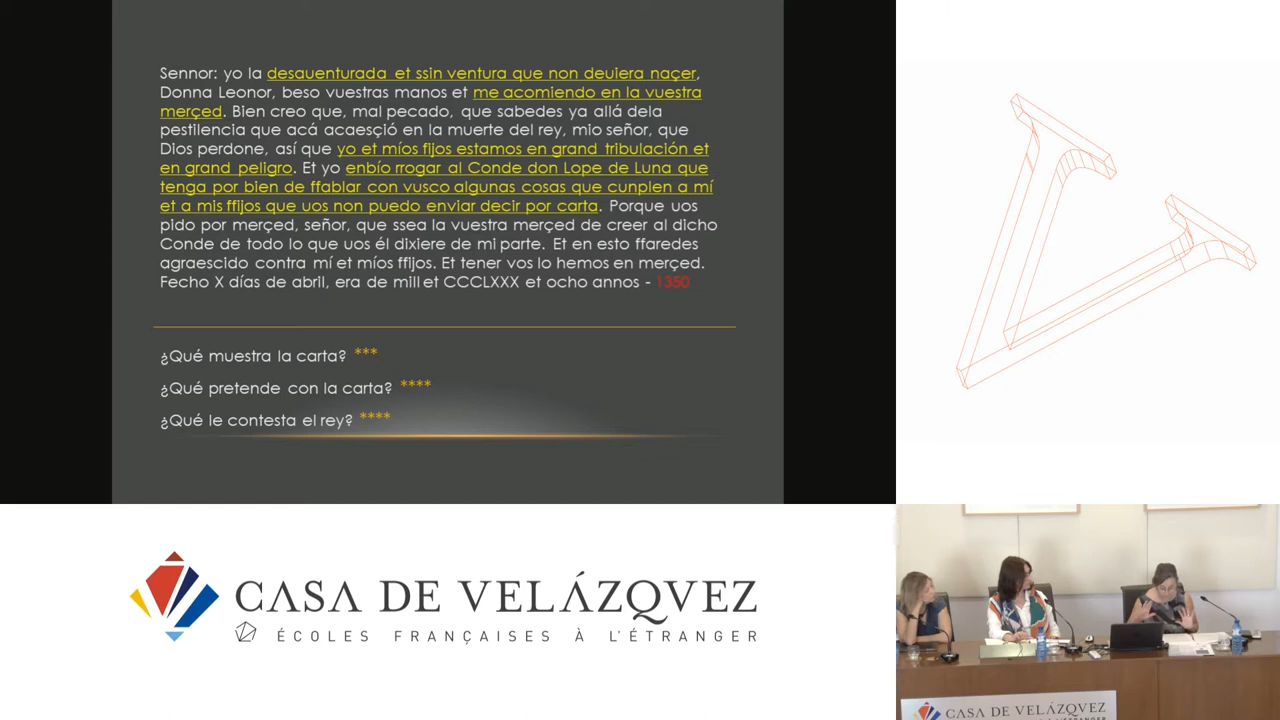 Sennor: yo la desauenturada et ssin ventura que non deuiera naçer,
Donna Leonor, beso vuestras manos et me acomiendo en la vuestra
merçed. Bien creo que, mal pecado, que sabedes ya allá dela
pestilencia que acá acaesçió en la muerte del rey, mio señor, que
Dios perdone, así que yo et míos fijos estamos en grand tribulación et
en grand peligro. Et yo enbío rrogar al Conde don Lope de Luna que
tenga por bien de ffablar con vusco algunas cosas que cunplen a mí
et a mis ffijos que uos non puedo enviar decir por carta. Porque uos
pido por merçed, señor, que ssea la vuestra merçed de creer al dicho
Conde de todo lo que uos él dixiere de mi parte. Et en esto ffaredes
agraescido contra mí et míos ffijos. Et tener vos lo hemos en merçed.
Fecho X días de abril, era de mill et CCCLXXX et ocho annos - 1350
¿Qué muestra la carta? ***
¿Qué pretende con la carta? ****
¿Qué le contesta el rey? ****
CASA DE VELÁZQVEZ
ÉCOLES FRANÇAISES À L'ÉTRANGER
CASA DE VELÁZQVEZ